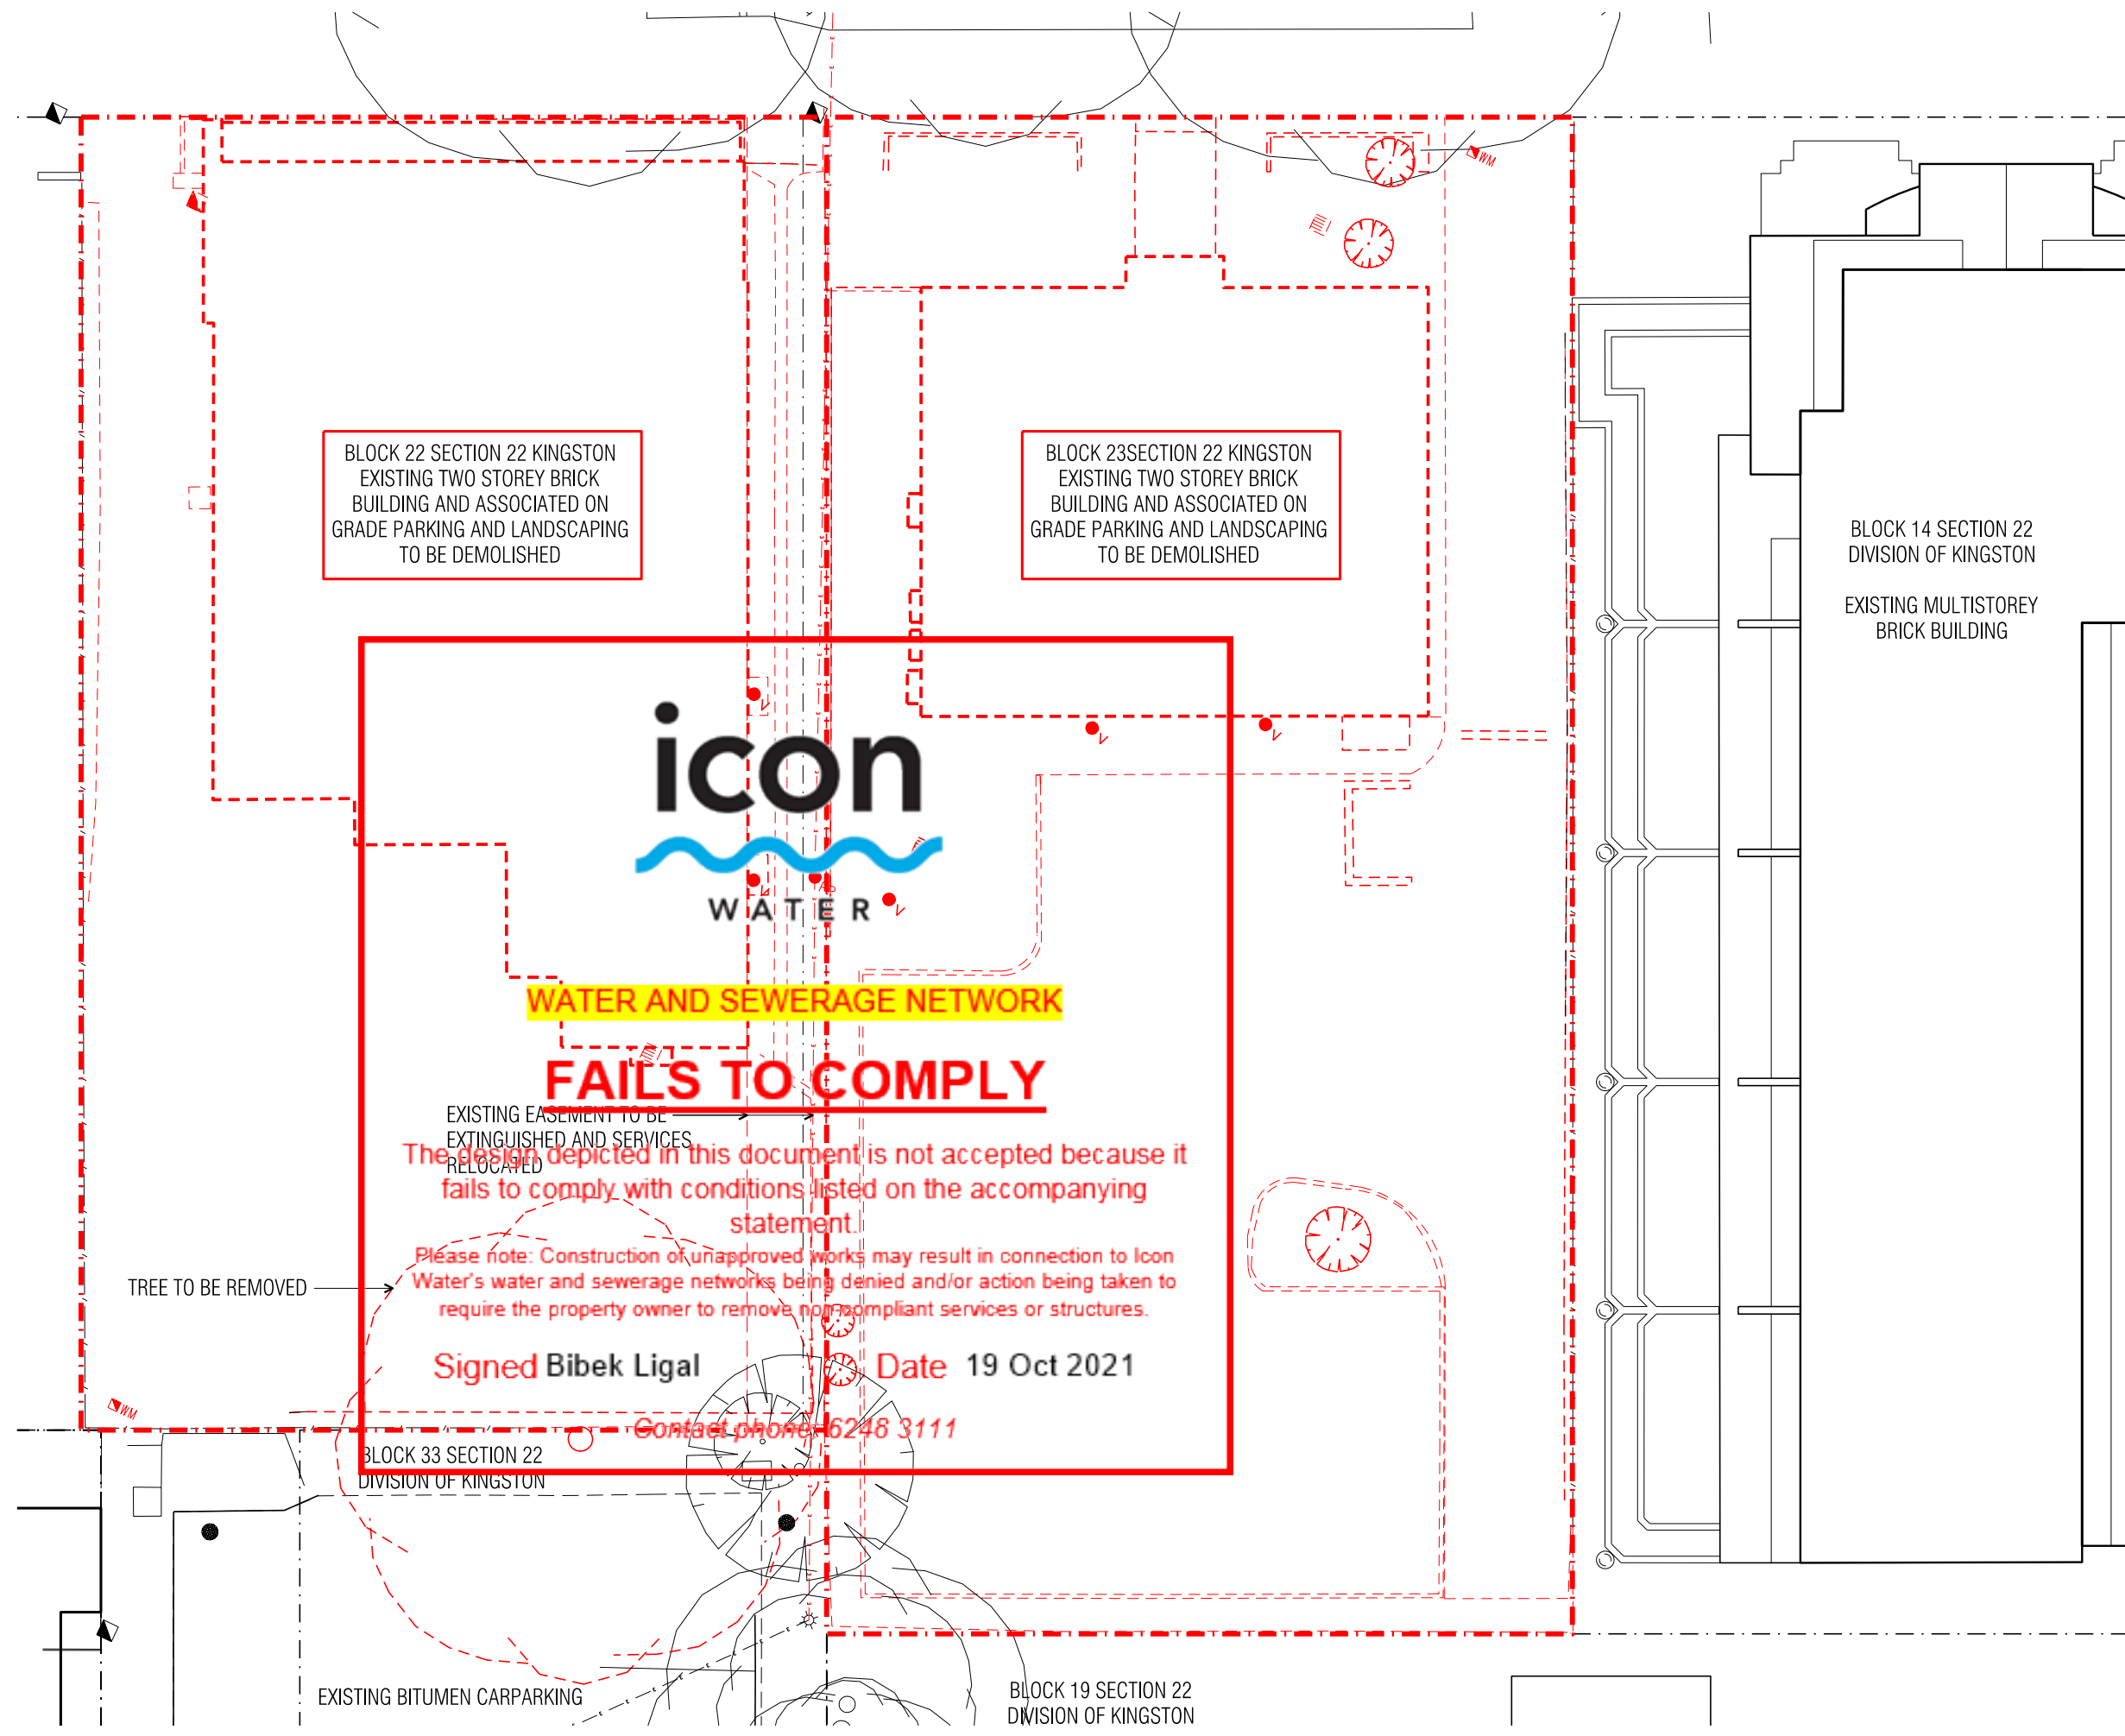 WM
BLOCK 22 SECTION 22 KINGSTON
EXISTING TWO STOREY BRICK
BUILDING AND ASSOCIATED ON
GRADE PARKING AND LANDSCAPING
TO BE DEMOLISHED
BLOCK 23SECTION 22 KINGSTON
EXISTING TWO STOREY BRICK
BUILDING AND ASSOCIATED ON
GRADE PARKING AND LANDSCAPING
TO BE DEMOLISHED
BLOCK 14 SECTION 22
DIVISION OF KINGSTON
EXISTING MULTISTOREY
BRICK BUILDING
V
V
V
icon
V
V
WATER
WATER AND SEWERAGE NETWORK
FAILS TO COMPLY
EXISTING EASEMENT TO BE
EXTINGUISHED AND SERVICES
RELOCATED
The design depicted in this document is not accepted because it
fails to comply with conditions listed on the accompanying
statement.
Please note: Construction of unapproved works may result in connection to Icon
Water's water and sewerage networks being denied and/or action being taken to
require the property owner to remove non-compliant services or structures.
TREE TO BE REMOVED
Signed Bibek Ligal Date 19 Oct 2021
WM
Contact phone: 6248 3111
BLOCK 33 SECTION 22
DIVISION OF KINGSTON
EXISTING BITUMEN CARPARKING
BLOCK 19 SECTION 22
DIVISION OF KINGSTON